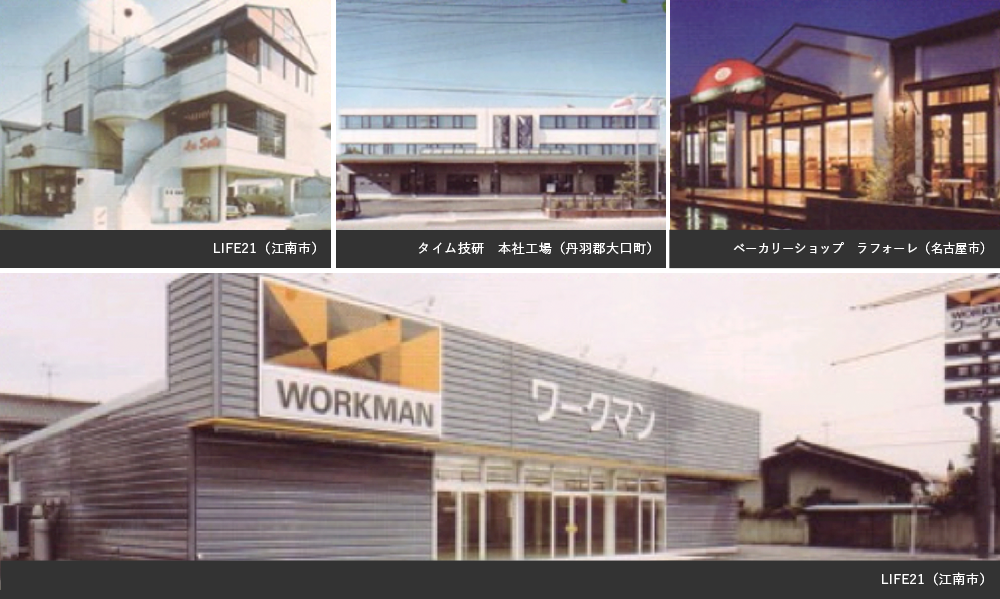 LIFE21（江南市）
タイム技研　本社工場（丹羽郡大口町）
ベーカリーショップ　ラフォーレ（名古屋市）
WORKMAN
ワークマン
WORKMAN
ワークマン
LIFE21（江南市）